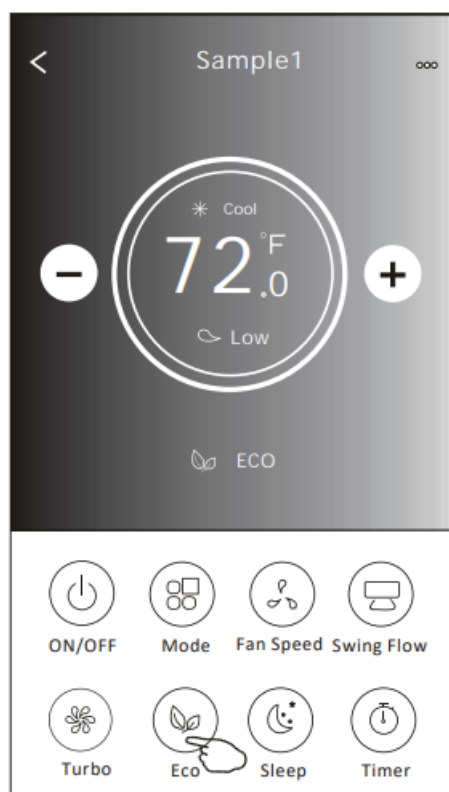 Sample1
Cool
72.0 °F
Low
ECO
ON/OFF Mode Fan Speed Swing Flow
Turbo Eco Sleep Timer